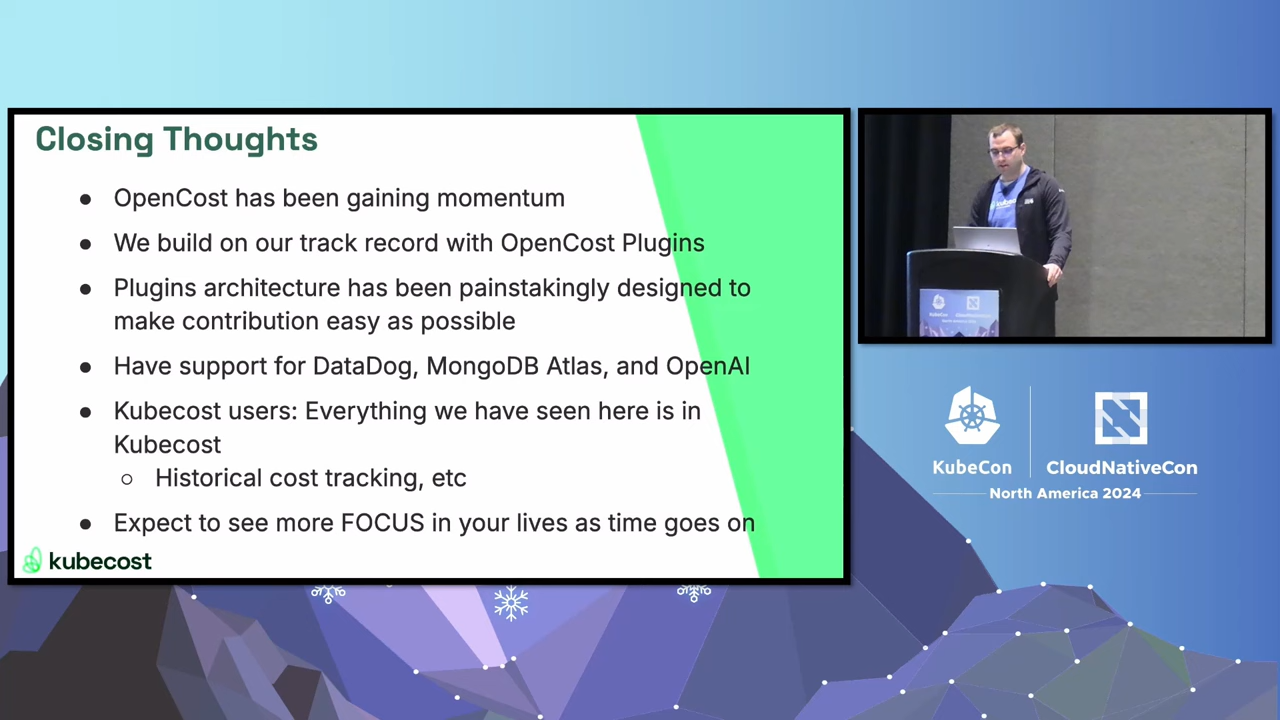 Closing Thoughts
● OpenCost has been gaining momentum
● We build on our track record with OpenCost Plugins
● Plugins architecture has been painstakingly designed to
make contribution easy as possible
● Have support for DataDog, MongoDB Atlas, and OpenAI
● Kubecost users: Everything we have seen here is in
Kubecost
○ Historical cost tracking, etc
● Expect to see more FOCUS in your lives as time goes on
kubecost
KubeCon
CloudNativeCon
North America 2024